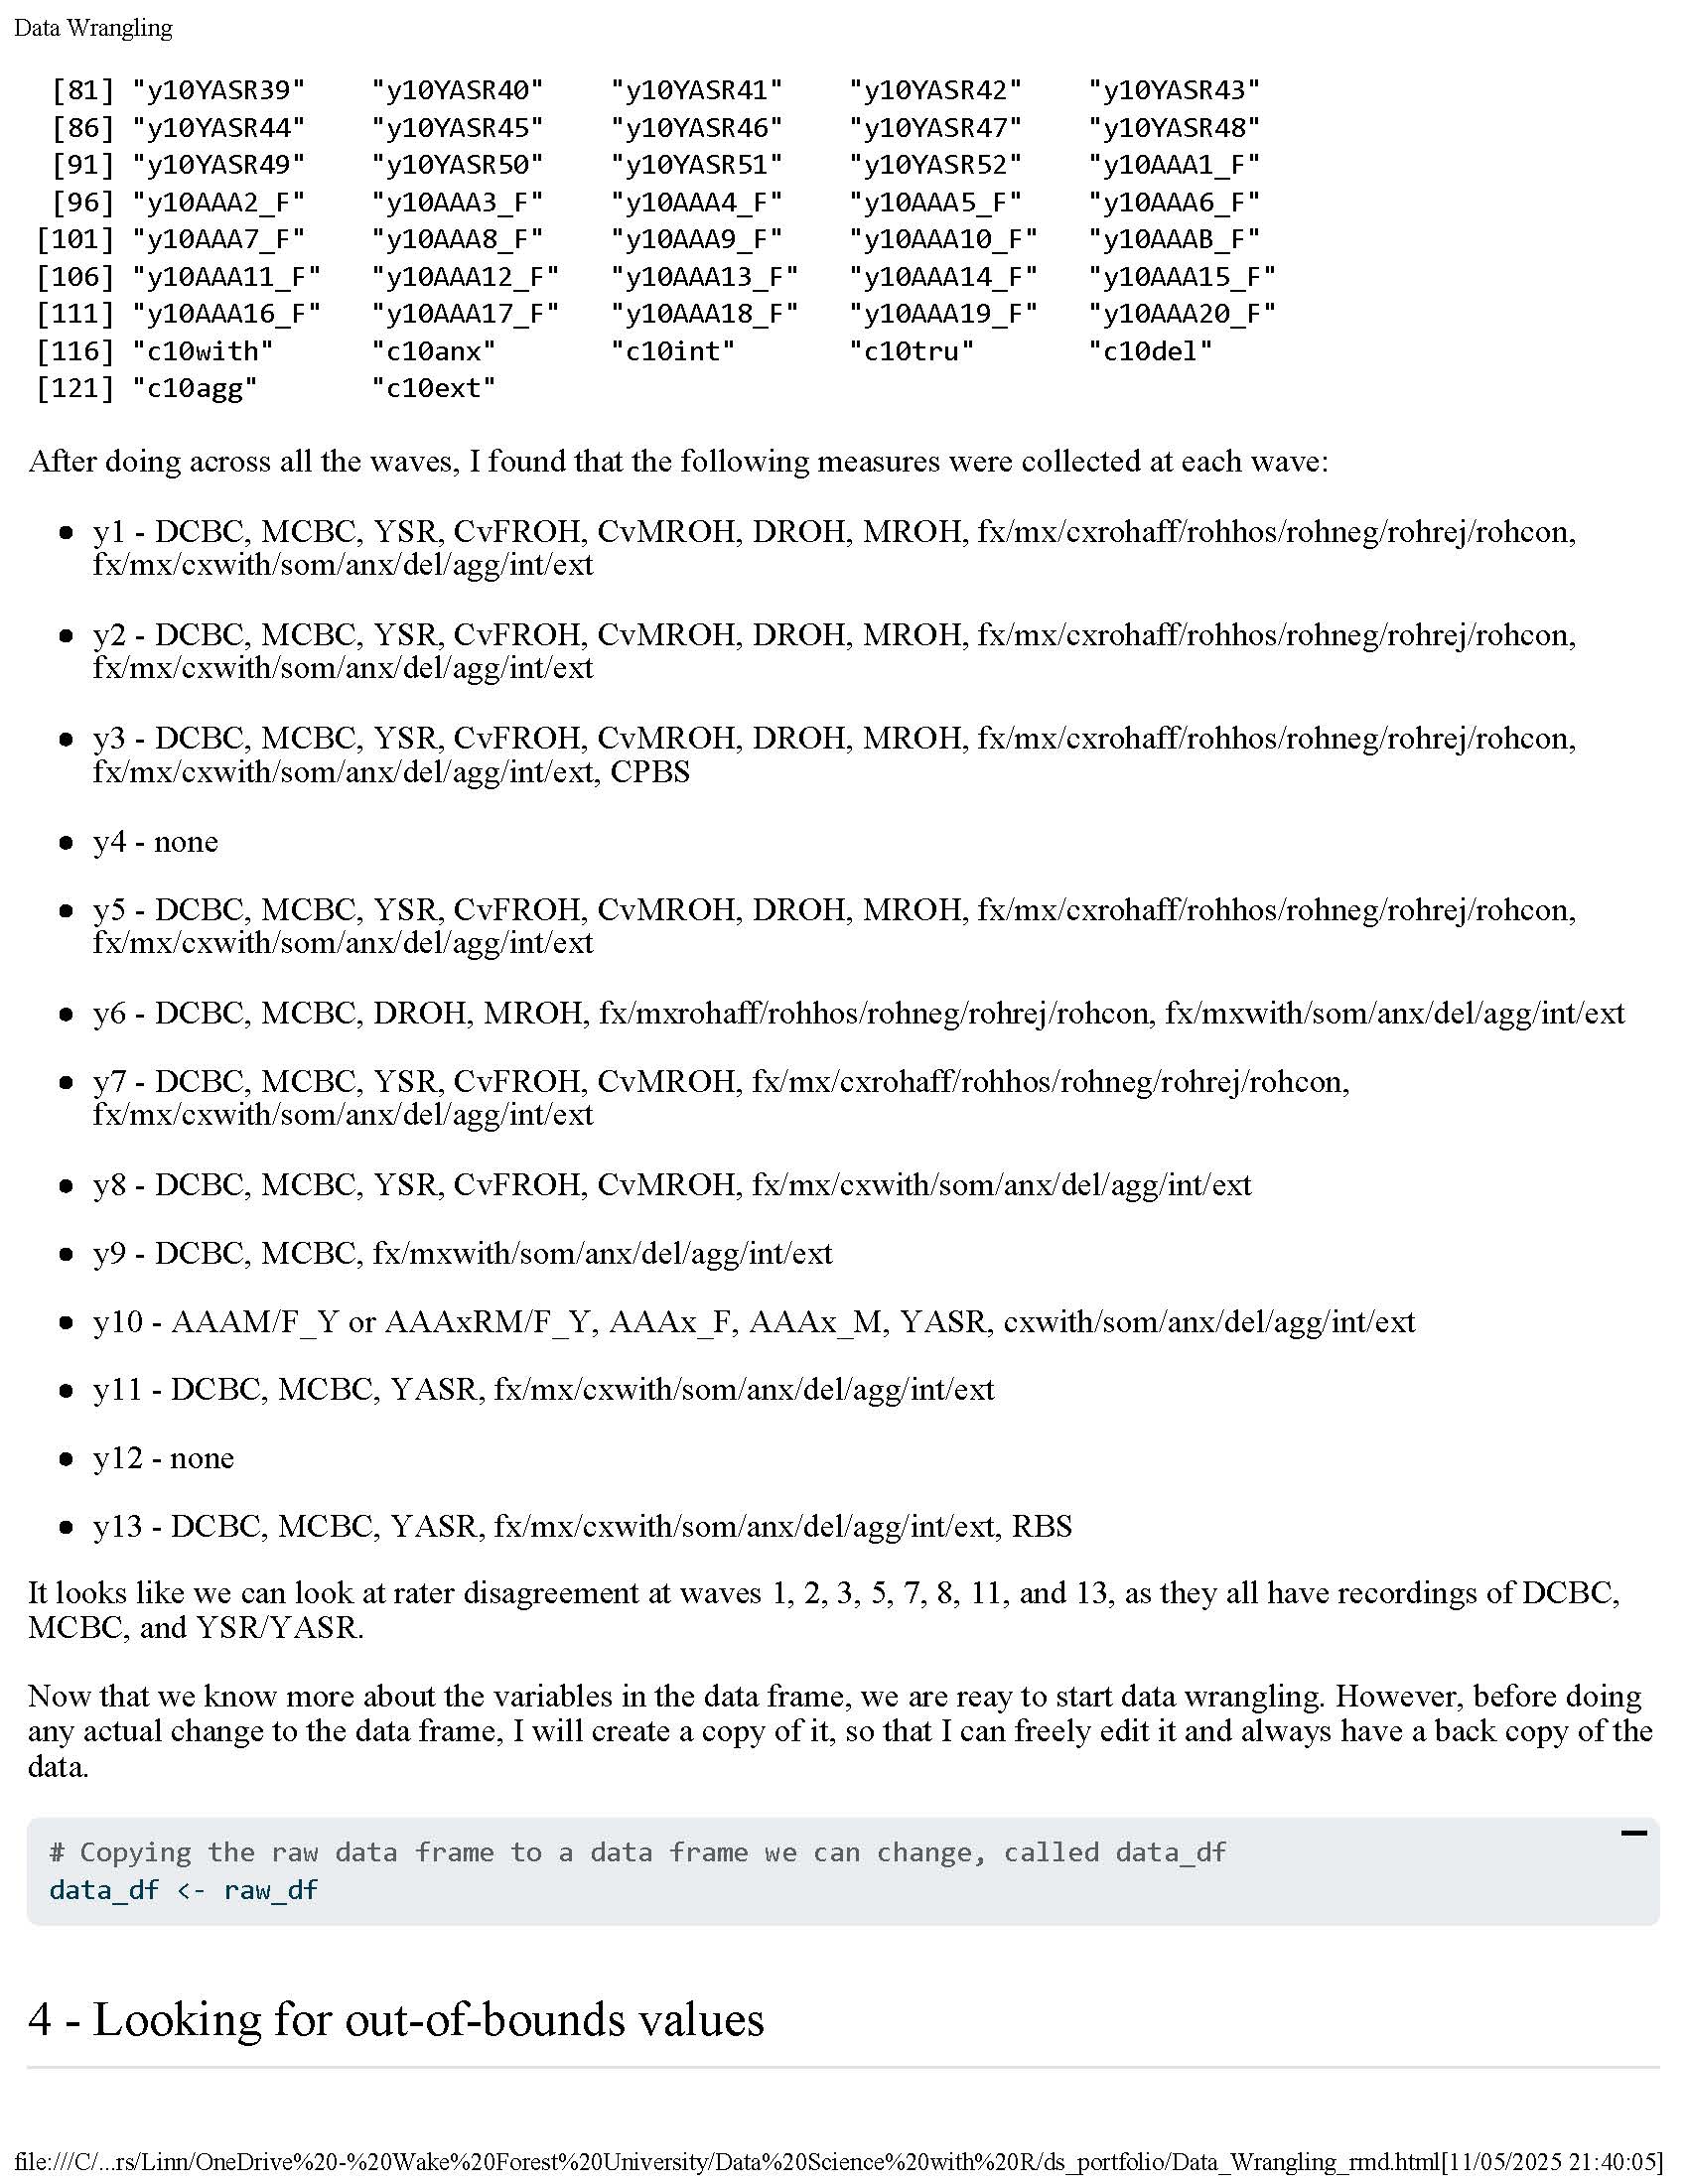 Data Wrangling
[81] "y10YASR39" "y10YASR40" "y10YASR41" "y10YASR42" "y10YASR43"
[86] "y10YASR44" "y10YASR45" "y10YASR46" "y10YASR47" "y10YASR48"
[91] "y10YASR49" "y10YASR50" "y10YASR51" "y10YASR52" "y10AAA1_F"
[96] "y10AAA2_F" "y10AAA3_F" "y10AAA4_F" "y10AAA5_F" "y10AAA6_F"
[101] "y10AAA7_F" "y10AAA8_F" "y10AAA9_F" "y10AAA10_F" "y10AAAB_F"
[106] "y10AAA11_F" "y10AAA12_F" "y10AAA13_F" "y10AAA14_F" "y10AAA15_F"
[111] "y10AAA16_F" "y10AAA17_F" "y10AAA18_F" "y10AAA19_F" "y10AAA20_F"
[116] "c10with" "c10anx" "c10int" "c10tru" "c10del"
[121] "c10agg" "c10ext"
After doing across all the waves, I found that the following measures were collected at each wave:
• y1 - DCBC, MCBC, YSR, CvFROH, CvMROH, DROH, MROH, fx/mx/cxrohaff/rohhos/rohneg/rohrej/rohcon,
fx/mx/cxwith/som/anx/del/agg/int/ext
• y2 - DCBC, MCBC, YSR, CvFROH, CvMROH, DROH, MROH, fx/mx/cxrohaff/rohhos/rohneg/rohrej/rohcon,
fx/mx/cxwith/som/anx/del/agg/int/ext
• y3 - DCBC, MCBC, YSR, CvFROH, CvMROH, DROH, MROH, fx/mx/cxrohaff/rohhos/rohneg/rohrej/rohcon,
fx/mx/cxwith/som/anx/del/agg/int/ext, CPBS
• y4 - none
• y5 - DCBC, MCBC, YSR, CvFROH, CvMROH, DROH, MROH, fx/mx/cxrohaff/rohhos/rohneg/rohrej/rohcon,
fx/mx/cxwith/som/anx/del/agg/int/ext
• y6 - DCBC, MCBC, DROH, MROH, fx/mxrohaff/rohhos/rohneg/rohrej/rohcon, fx/mxwith/som/anx/del/agg/int/ext
• y7 - DCBC, MCBC, YSR, CvFROH, CvMROH, fx/mx/cxrohaff/rohhos/rohneg/rohrej/rohcon,
fx/mx/cxwith/som/anx/del/agg/int/ext
• y8 - DCBC, MCBC, YSR, CvFROH, CvMROH, fx/mx/cxwith/som/anx/del/agg/int/ext
• y9 - DCBC, MCBC, fx/mxwith/som/anx/del/agg/int/ext
• y10 - AAAM/F_Y or AAAxRM/F_Y, AAAx_F, AAAx_M, YASR, cxwith/som/anx/del/agg/int/ext
• y11 - DCBC, MCBC, YASR, fx/mx/cxwith/som/anx/del/agg/int/ext
• y12 - none
• y13 - DCBC, MCBC, YASR, fx/mx/cxwith/som/anx/del/agg/int/ext, RBS
It looks like we can look at rater disagreement at waves 1, 2, 3, 5, 7, 8, 11, and 13, as they all have recordings of DCBC,
MCBC, and YSR/YASR.
Now that we know more about the variables in the data frame, we are reay to start data wrangling. However, before doing
any actual change to the data frame, I will create a copy of it, so that I can freely edit it and always have a back copy of the
data.
# Copying the raw data frame to a data frame we can change, called data_df
data_df <- raw_df
4 - Looking for out-of-bounds values
file:///C/...rs/Linn/OneDrive%20-%20Wake%20Forest%20University/Data%20Science%20with%20R/ds_portfolio/Data_Wrangling_rmd.html[11/05/2025 21:40:05]